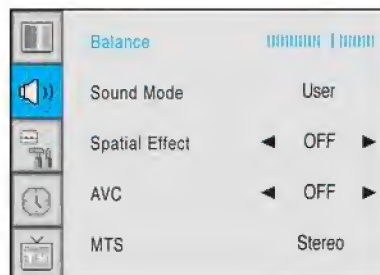 Balance
Sound Mode User
Spatial Effect ◀ OFF ▶
AVC ◀ OFF ▶
MTS Stereo